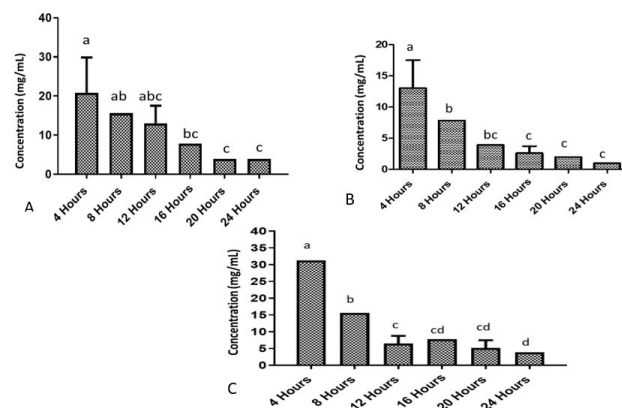 Concentration (mg/mL)
40
30
20
10
0
a
ab
abc
bc
c
c
4 Hours
8 Hours
12 Hours
16 Hours
20 Hours
24 Hours
A
Concentration (mg/mL)
20
15
10
5
0
a
b
bc
c
c
c
4 Hours
8 Hours
12 Hours
16 Hours
20 Hours
24 Hours
B
Concentration (mg/mL)
40
35
30
25
20
15
10
5
0
a
b
c
cd
cd
d
4 Hours
8 Hours
12 Hours
16 Hours
20 Hours
24 Hours
C